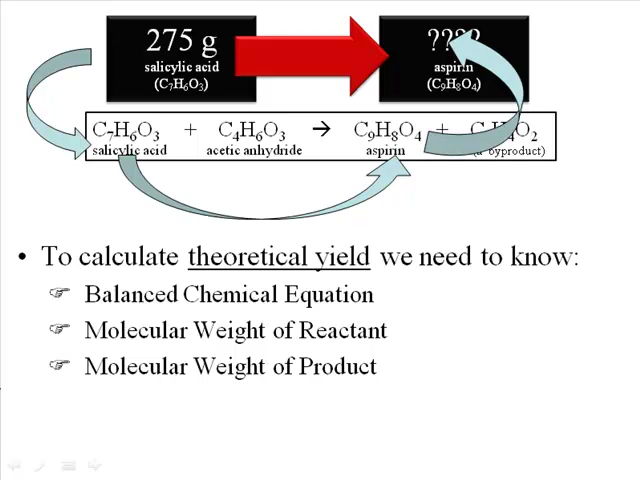 275 g
salicylic acid
(C₇H₆O₃)
????
aspirin
(C₉H₈O₄)
C₇H₆O₃ + C₄H₆O₃ → C₉H₈O₄ +
salicylic acid acetic anhydride aspirin byproduct)
• To calculate theoretical yield we need to know:
☞ Balanced Chemical Equation
☞ Molecular Weight of Reactant
☞ Molecular Weight of Product